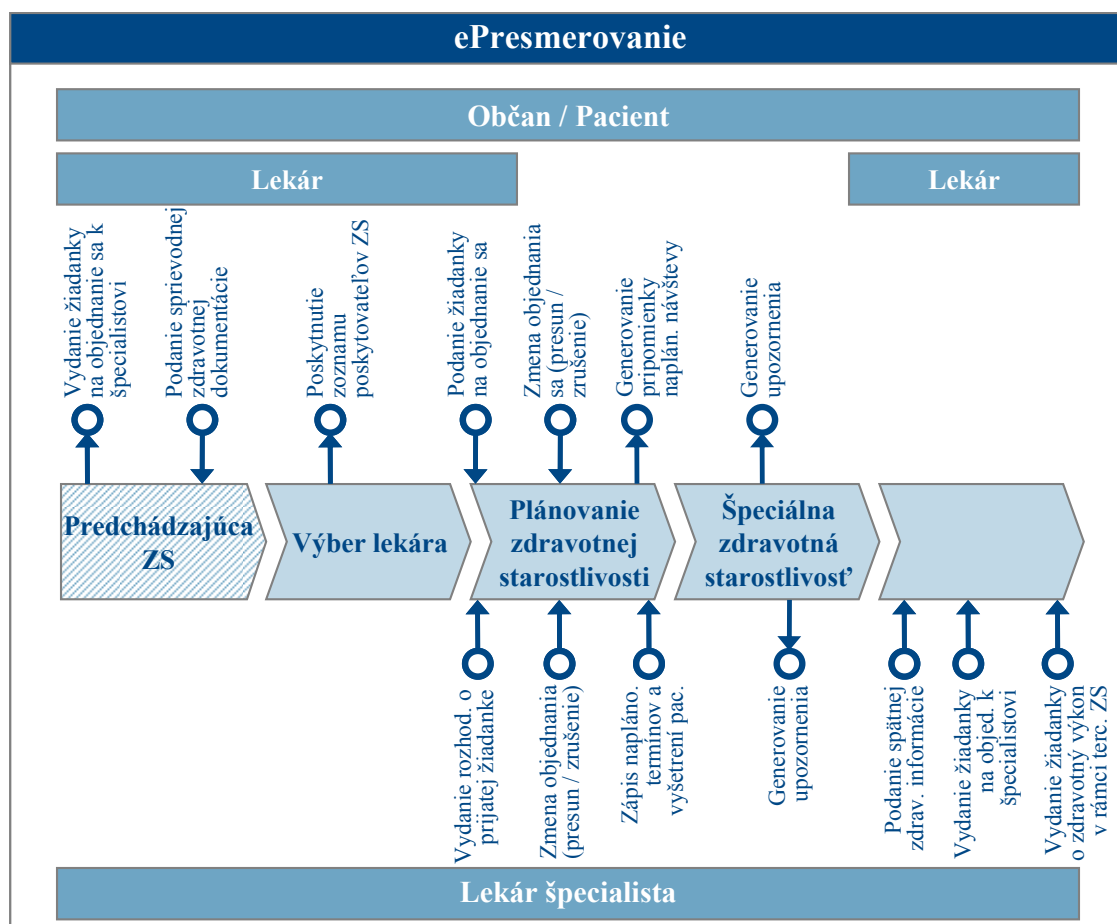 ePresmerovanie
Občan / Pacient
Lekár
Lekár
Vydanie žiadanky
na objednanie sa k
špecialistovi
Podanie sprievodnej
zdravotnej
dokumentácie
Poskytnutie
zoznamu
poskytovateľov ZS
Podanie žiadanky
na objednanie sa
Zmena objednania
sa (presun /
zrušenie)
Generovanie
pripomienky
naplán. návštevy
Generovanie
upozornenia
Predchádzajúca
ZS
Výber lekára
Plánovanie
zdravotnej
starostlivosti
Špeciálna
zdravotná
starostlivosť
Vydanie rozhod. o
prijatej žiadanke
Zmena objednania
(presun / zrušenie)
Zápis napláno.
termínov a
vyšetrení pac.
Generovanie
upozornenia
Podanie spätnej
zdrav. informácie
Vydanie žiadanky
na objed. k
špecialistovi
Vydanie žiadanky
o zdravotný výkon
v rámci terc. ZS
Lekár špecialista